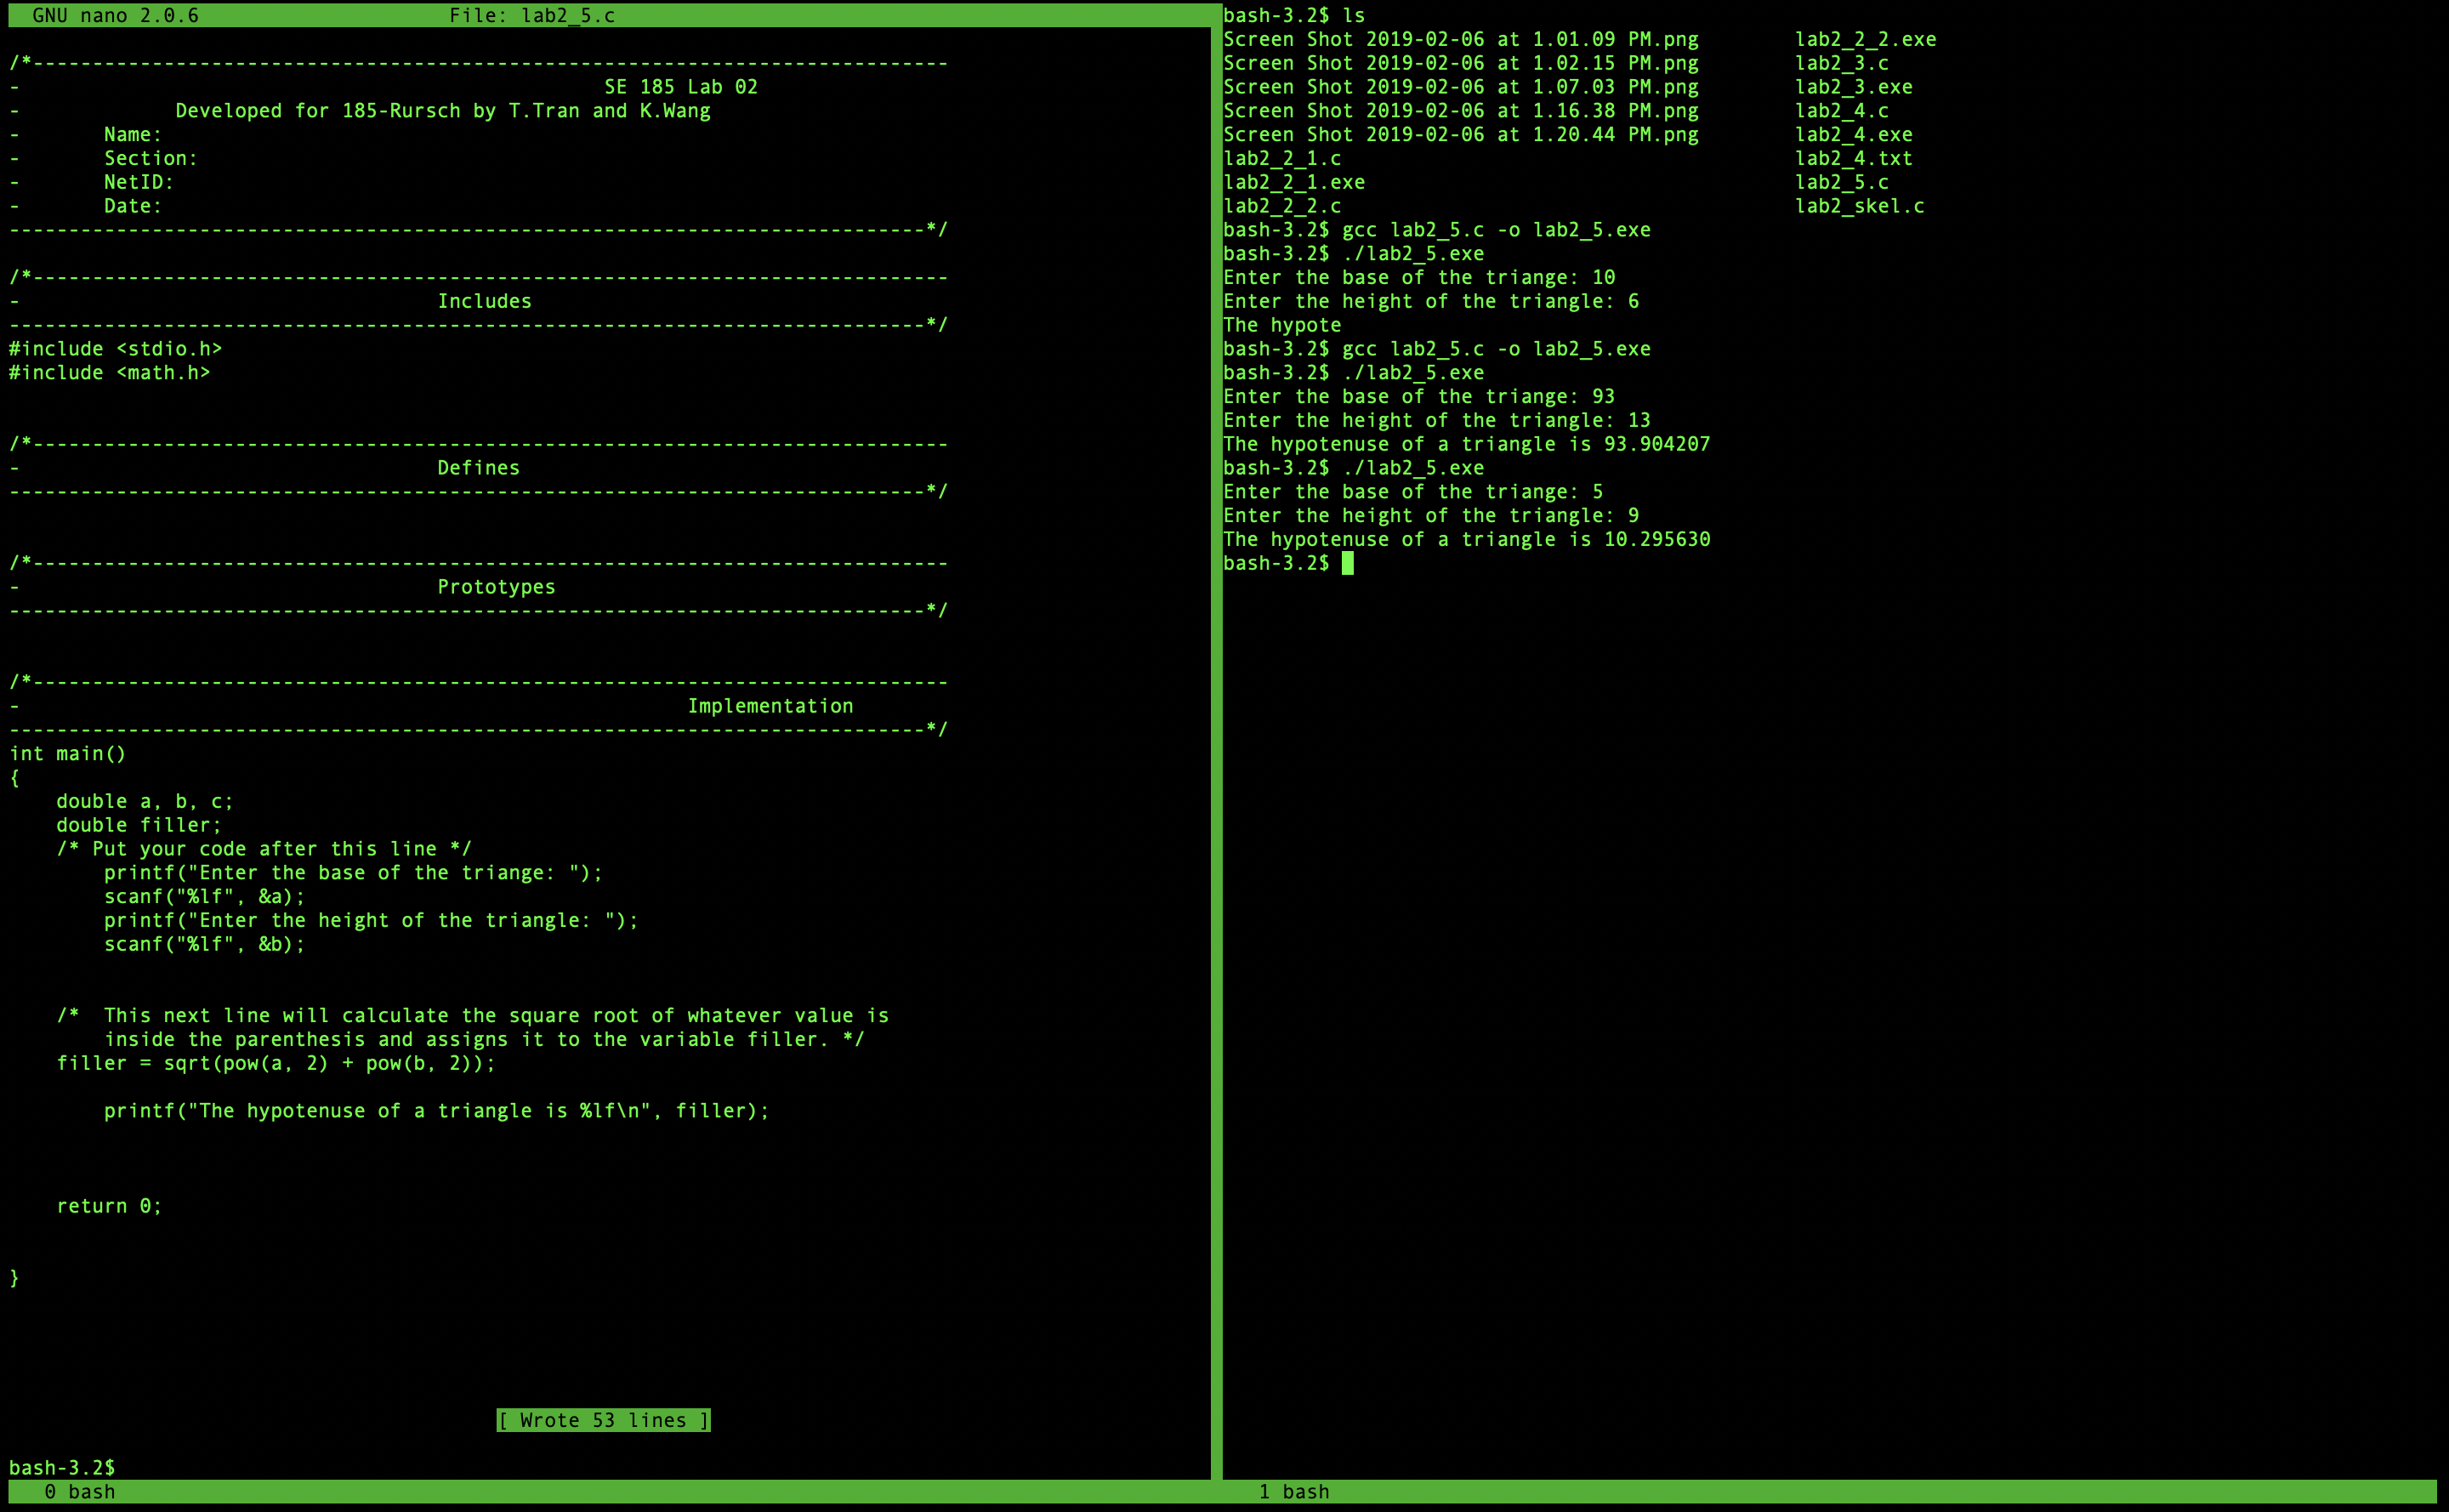 GNU nano 2.0.6 File: lab2_5.c
/*-----------------------------------------------------------------------------
- SE 185 Lab 02
- Developed for 185-Rursch by T.Tran and K.Wang
- Name:
- Section:
- NetID:
- Date:
-----------------------------------------------------------------------------*/
/*-----------------------------------------------------------------------------
- Includes
-----------------------------------------------------------------------------*/
#include <stdio.h>
#include <math.h>
/*-----------------------------------------------------------------------------
- Defines
-----------------------------------------------------------------------------*/
/*-----------------------------------------------------------------------------
- Prototypes
-----------------------------------------------------------------------------*/
/*-----------------------------------------------------------------------------
- Implementation
-----------------------------------------------------------------------------*/
int main()
{
    double a, b, c;
    double filler;
    /* Put your code after this line */
        printf("Enter the base of the triange: ");
        scanf("%lf", &a);
        printf("Enter the height of the triangle: ");
        scanf("%lf", &b);
    /*  This next line will calculate the square root of whatever value is
        inside the parenthesis and assigns it to the variable filler. */
    filler = sqrt(pow(a, 2) + pow(b, 2));
        printf("The hypotenuse of a triangle is %lf\n", filler);
    return 0;
}
[ Wrote 53 lines ]
bash-3.2$
0 bash
bash-3.2$ ls
Screen Shot 2019-02-06 at 1.01.09 PM.png lab2_2_2.exe
Screen Shot 2019-02-06 at 1.02.15 PM.png lab2_3.c
Screen Shot 2019-02-06 at 1.07.03 PM.png lab2_3.exe
Screen Shot 2019-02-06 at 1.16.38 PM.png lab2_4.c
Screen Shot 2019-02-06 at 1.20.44 PM.png lab2_4.exe
lab2_2_1.c lab2_4.txt
lab2_2_1.exe lab2_5.c
lab2_2_2.c lab2_skel.c
bash-3.2$ gcc lab2_5.c -o lab2_5.exe
bash-3.2$ ./lab2_5.exe
Enter the base of the triange: 10
Enter the height of the triangle: 6
The hypote
bash-3.2$ gcc lab2_5.c -o lab2_5.exe
bash-3.2$ ./lab2_5.exe
Enter the base of the triange: 93
Enter the height of the triangle: 13
The hypotenuse of a triangle is 93.904207
bash-3.2$ ./lab2_5.exe
Enter the base of the triange: 5
Enter the height of the triangle: 9
The hypotenuse of a triangle is 10.295630
bash-3.2$
1 bash